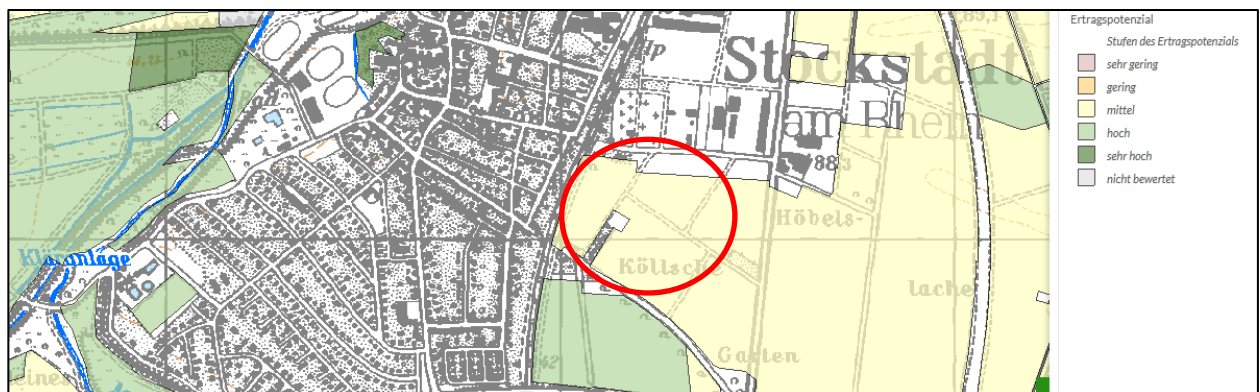 Stockstadt
am Rhein
88
Höbels-
Köllsche
lache
Garten
Kläranlage
Ertragspotenzial
Stufen des Ertragspotenzials
sehr gering
gering
mittel
hoch
sehr hoch
nicht bewertet